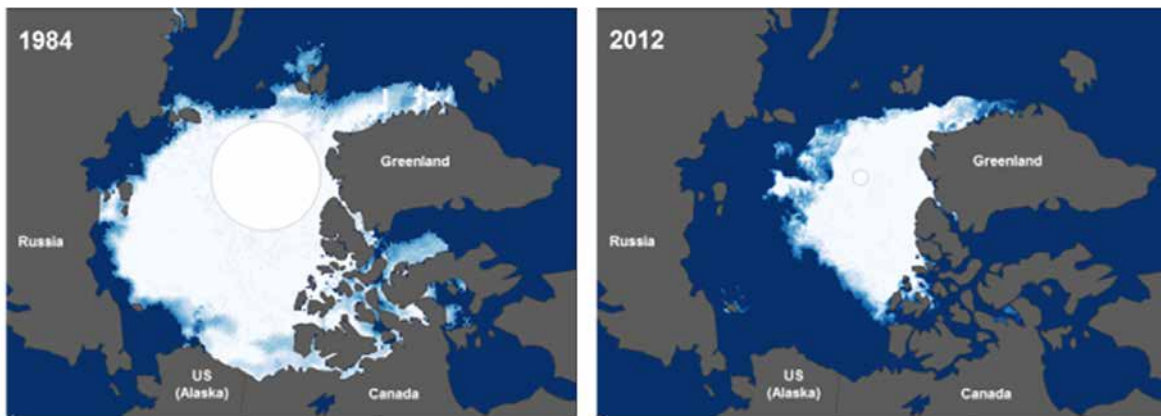 1984
Greenland
Russia
US
(Alaska)
Canada
2012
Greenland
Russia
US
(Alaska)
Canada